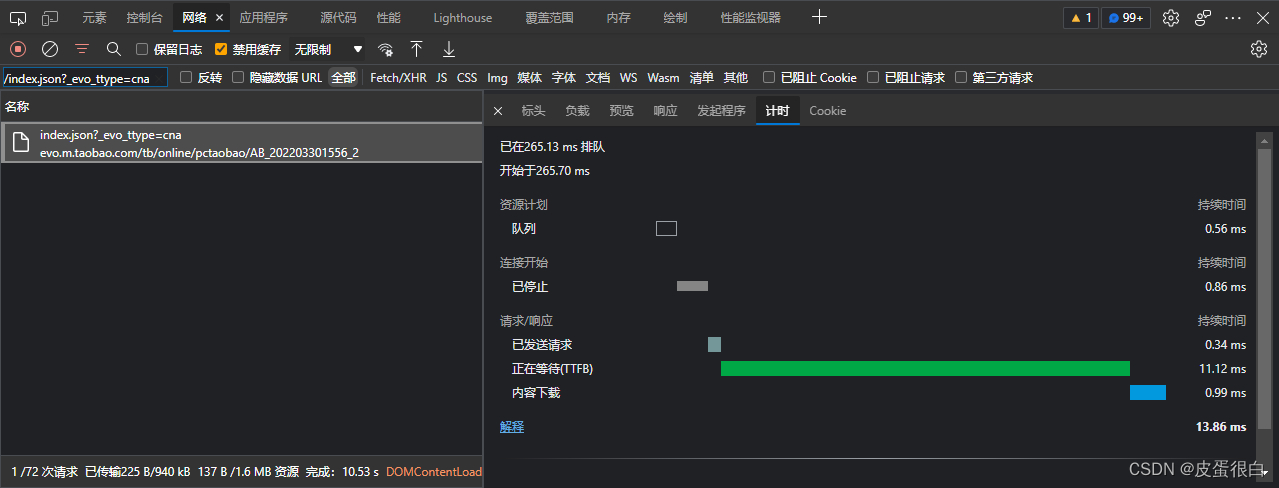 元素 控制台 网络 × 应用程序 源代码 性能 Lighthouse 覆盖范围 内存 绘制 性能监视器 1 99+
保留日志 禁用缓存 无限制
/index.json?_evo_ttype=cna 反转 隐藏数据 URL 全部 Fetch/XHR JS CSS Img 媒体 字体 文档 WS Wasm 清单 其他 已阻止 Cookie 已阻止请求 第三方请求
名称
index.json?_evo_ttype=cna
evo.m.taobao.com/tb/online/pctaobao/AB_202203301556_2
标头 负载 预览 响应 发起程序 计时 Cookie
已在265.13 ms 排队
开始于265.70 ms
资源计划 持续时间
队列 0.56 ms
连接开始 持续时间
已停止 0.86 ms
请求/响应 持续时间
已发送请求 0.34 ms
正在等待(TTFB) 11.12 ms
内容下载 0.99 ms
解释 13.86 ms
1 /72 次请求 已传输225 B/940 kB 137 B /1.6 MB 资源 完成：10.53 s DOMContentLoad
CSDN @皮蛋很白